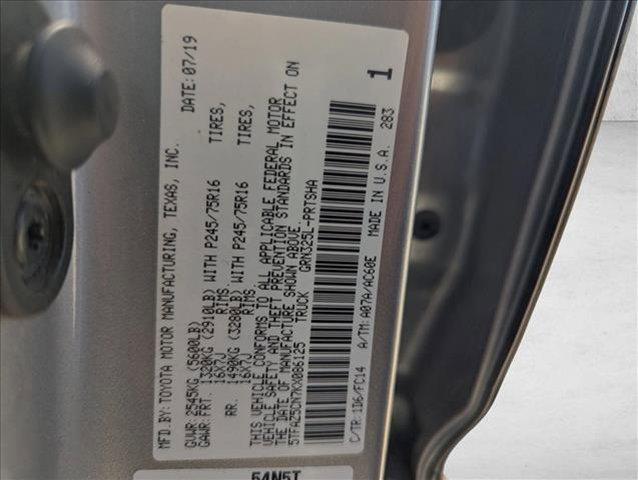 MFD.BY: TOYOTA MOTOR MANUFACTURING, TEXAS, INC. DATE: 07/19
GVWR: 2545KG (5600LB)
GAWR: FRT. 1320KG (2910LB) WITH P245/75R16 TIRES,
16X7J RIMS
RR. 1490KG (3280LB) WITH P245/75R16 TIRES,
16X7J RIMS
THIS VEHICLE CONFORMS TO ALL APPLICABLE FEDERAL MOTOR
VEHICLE SAFETY AND THEFT PREVENTION STANDARDS IN EFFECT ON
THE DATE OF MANUFACTURE SHOWN ABOVE.
5TFAZ5CN7KX086125 TRUCK GRN325L-PRTSHA
C/TR: 1D6/FC14 A/TM: A07A/AC60E MADE IN U.S.A. 283 1
54N5T